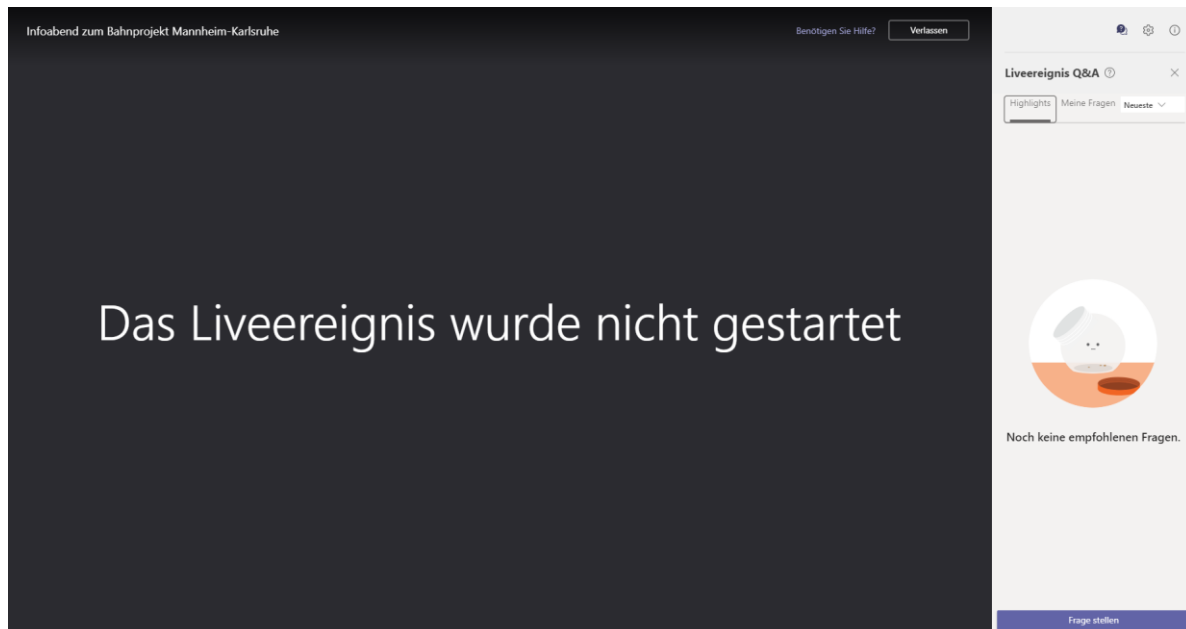 Infoabend zum Bahnprojekt Mannheim-Karlsruhe
Benötigen Sie Hilfe?
Verlassen
Das Liveereignis wurde nicht gestartet
Liveereignis Q&A
Highlights
Meine Fragen
Neueste
Noch keine empfohlenen Fragen.
Frage stellen